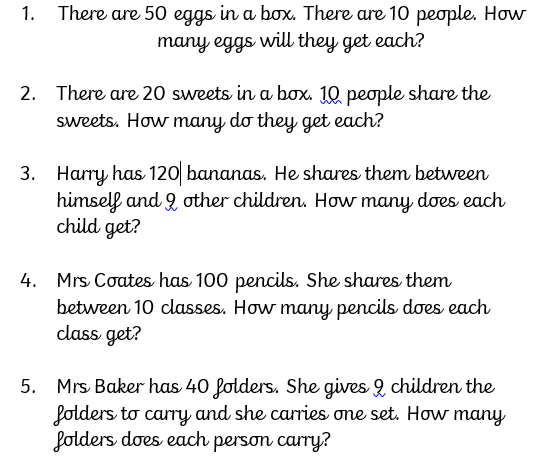 1. There are 50 eggs in a box. There are 10 people. How
many eggs will they get each?
2. There are 20 sweets in a box. 10 people share the
sweets. How many do they get each?
3. Harry has 120 bananas. He shares them between
himself and 9 other children. How many does each
child get?
4. Mrs Coates has 100 pencils. She shares them
between 10 classes. How many pencils does each
class get?
5. Mrs Baker has 40 folders. She gives 9 children the
folders to carry and she carries one set. How many
folders does each person carry?